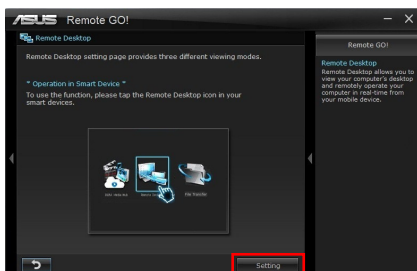 ASUS Remote GO!
Remote Desktop
Remote Desktop setting page provides three different viewing modes.
* Operation in Smart Device *
To use the function, please tap the Remote Desktop icon in your
smart devices.
File Transfer
Setting
Remote GO!
Remote Desktop
Remote Desktop allows you to
view your computer's desktop
and remotely operate your
computer in real-time from
your mobile device.